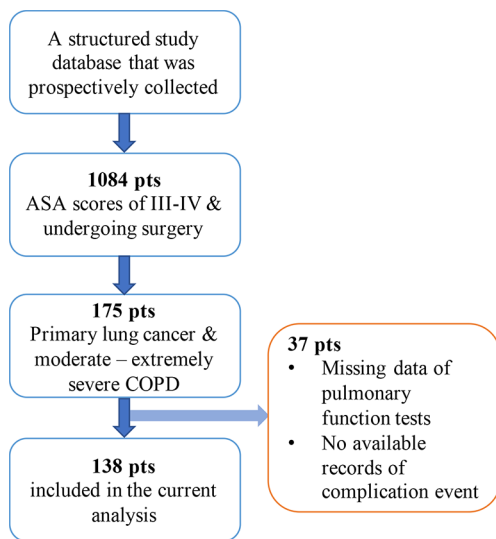 A structured study
database that was
prospectively collected
1084 pts
ASA scores of III-IV &
undergoing surgery
175 pts
Primary lung cancer &
moderate – extremely
severe COPD
37 pts
• Missing data of
pulmonary
function tests
• No available
records of
complication event
138 pts
included in the current
analysis